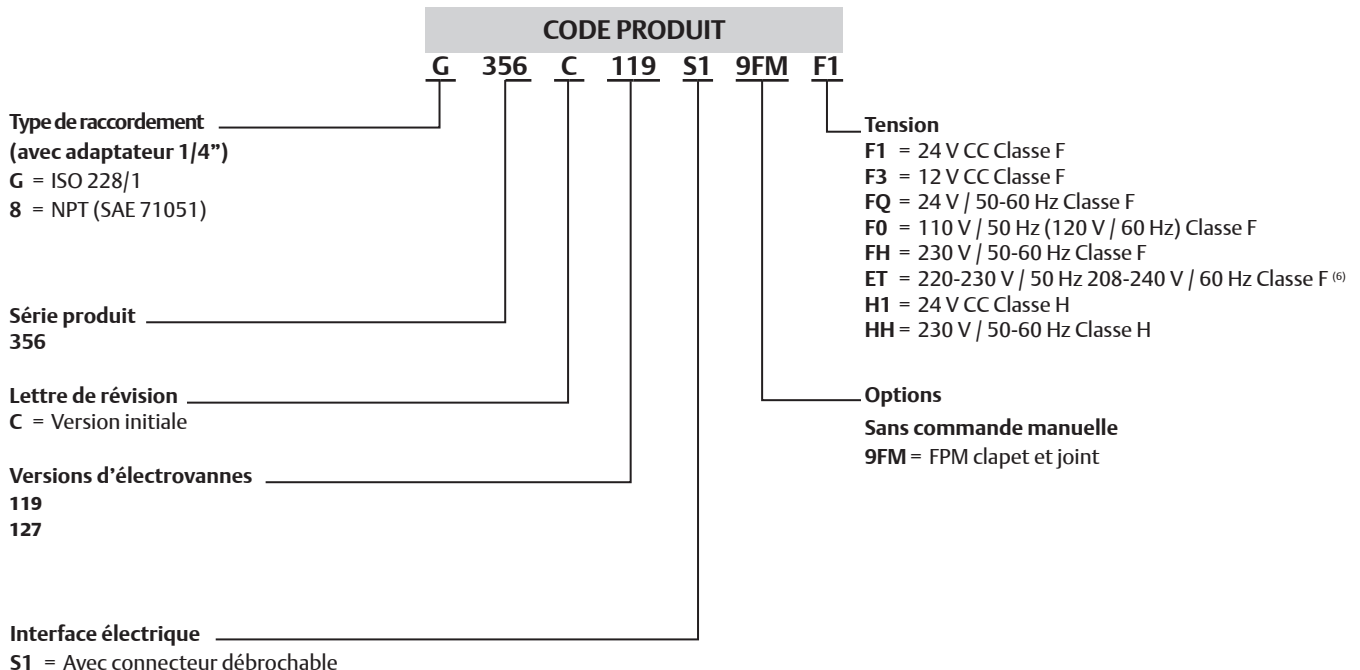 CODE PRODUIT
G 356 C 119 S1 9FM F1
Type de raccordement
(avec adaptateur 1/4”)
G = ISO 228/1
8 = NPT (SAE 71051)
Série produit
356
Lettre de révision
C = Version initiale
Versions d’électrovannes
119
127
Interface électrique
S1 = Avec connecteur débrochable
Tension
F1 = 24 V CC Classe F
F3 = 12 V CC Classe F
FQ = 24 V / 50-60 Hz Classe F
F0 = 110 V / 50 Hz (120 V / 60 Hz) Classe F
FH = 230 V / 50-60 Hz Classe F
ET = 220-230 V / 50 Hz 208-240 V / 60 Hz Classe F (6)
H1 = 24 V CC Classe H
HH = 230 V / 50-60 Hz Classe H
Options
Sans commande manuelle
9FM = FPM clapet et joint